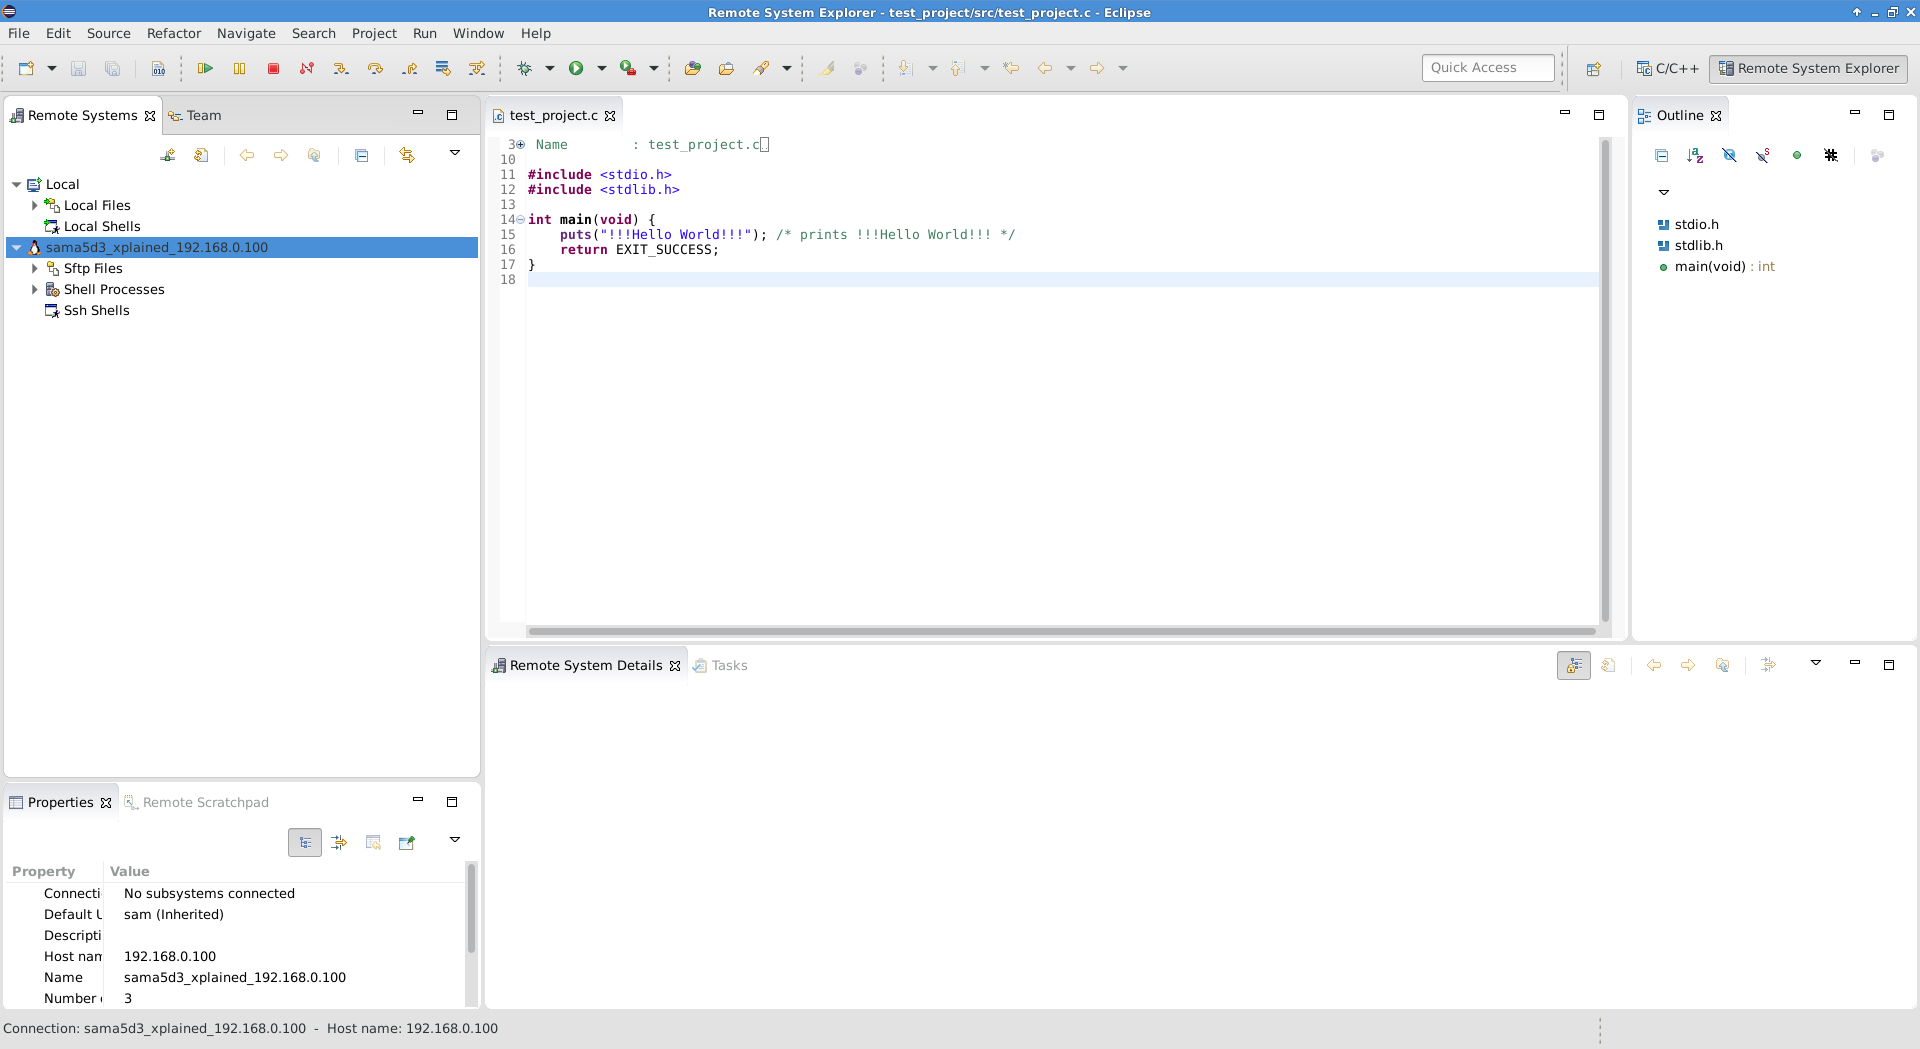 Remote System Explorer - test_project/src/test_project.c - Eclipse
File Edit Source Refactor Navigate Search Project Run Window Help
010
Quick Access
C/C++
Remote System Explorer
Remote Systems
Team
Local
Local Files
Local Shells
sama5d3_xplained_192.168.0.100
Sftp Files
Shell Processes
Ssh Shells
test_project.c
3 Name : test_project.c
10
11 #include <stdio.h>
12 #include <stdlib.h>
13
14 int main(void) {
15 puts("!!!Hello World!!!"); /* prints !!!Hello World!!! */
16 return EXIT_SUCCESS;
17 }
18
Outline
stdio.h
stdlib.h
main(void) : int
Remote System Details
Tasks
Properties
Remote Scratchpad
Property Value
Connecti No subsystems connected
Default U sam (Inherited)
Descripti
Host nam 192.168.0.100
Name sama5d3_xplained_192.168.0.100
Number 3
Connection: sama5d3_xplained_192.168.0.100 - Host name: 192.168.0.100